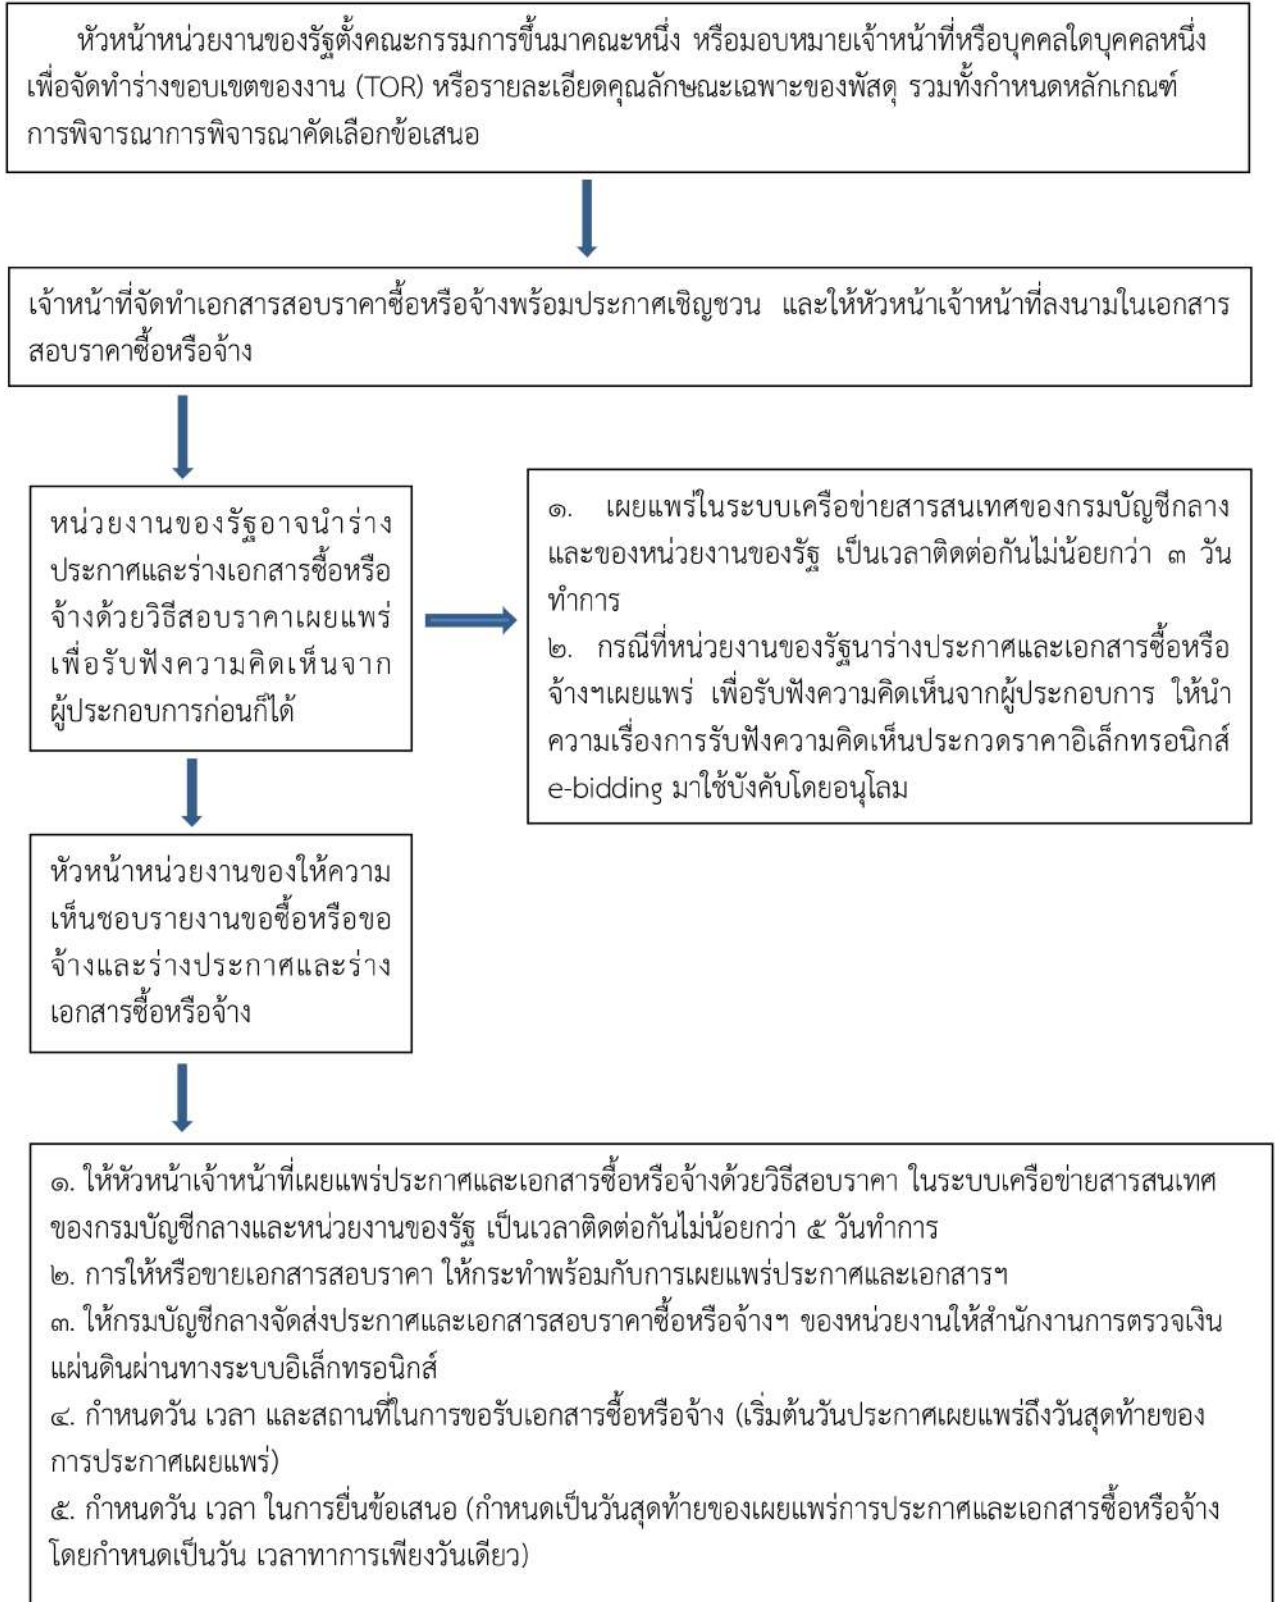 หัวหน้าหน่วยงานของรัฐตั้งคณะกรรมการขึ้นมาคณะหนึ่ง หรือมอบหมายเจ้าหน้าที่หรือบุคคลใดบุคคลหนึ่ง
เพื่อจัดทำร่างขอบเขตของงาน (TOR) หรือรายละเอียดคุณลักษณะเฉพาะของพัสดุ รวมทั้งกำหนดหลักเกณฑ์
การพิจารณาการพิจารณาคัดเลือกข้อเสนอ
เจ้าหน้าที่จัดทำเอกสารสอบราคาซื้อหรือจ้างพร้อมประกาศเชิญชวน และให้หัวหน้าเจ้าหน้าที่ลงนามในเอกสาร
สอบราคาซื้อหรือจ้าง
หน่วยงานของรัฐอาจนำร่าง
ประกาศและร่างเอกสารซื้อหรือ
จ้างด้วยวิธีสอบราคาเผยแพร่
เพื่อรับฟังความคิดเห็นจาก
ผู้ประกอบการก่อนก็ได้
๑. เผยแพร่ในระบบเครือข่ายสารสนเทศของกรมบัญชีกลาง
และของหน่วยงานของรัฐ เป็นเวลาติดต่อกันไม่น้อยกว่า ๓ วัน
ทำการ
๒. กรณีที่หน่วยงานของรัฐนาร่างประกาศและเอกสารซื้อหรือ
จ้างฯเผยแพร่ เพื่อรับฟังความคิดเห็นจากผู้ประกอบการ ให้นำ
ความเรื่องการรับฟังความคิดเห็นประกวดราคาอิเล็กทรอนิกส์
e-bidding มาใช้บังคับโดยอนุโลม
หัวหน้าหน่วยงานของให้ความ
เห็นชอบรายงานขอซื้อหรือขอ
จ้างและร่างประกาศและร่าง
เอกสารซื้อหรือจ้าง
๑. ให้หัวหน้าเจ้าหน้าที่เผยแพร่ประกาศและเอกสารซื้อหรือจ้างด้วยวิธีสอบราคา ในระบบเครือข่ายสารสนเทศ
ของกรมบัญชีกลางและหน่วยงานของรัฐ เป็นเวลาติดต่อกันไม่น้อยกว่า ๕ วันทำการ
๒. การให้หรือขายเอกสารสอบราคา ให้กระทำพร้อมกับการเผยแพร่ประกาศและเอกสารฯ
๓. ให้กรมบัญชีกลางจัดส่งประกาศและเอกสารสอบราคาซื้อหรือจ้างฯ ของหน่วยงานให้สำนักงานการตรวจเงิน
แผ่นดินผ่านทางระบบอิเล็กทรอนิกส์
๔. กำหนดวัน เวลา และสถานที่ในการขอรับเอกสารซื้อหรือจ้าง (เริ่มต้นวันประกาศเผยแพร่ถึงวันสุดท้ายของ
การประกาศเผยแพร่)
๕. กำหนดวัน เวลา ในการยื่นข้อเสนอ (กำหนดเป็นวันสุดท้ายของเผยแพร่การประกาศและเอกสารซื้อหรือจ้าง
โดยกำหนดเป็นวัน เวลาทาการเพียงวันเดียว)